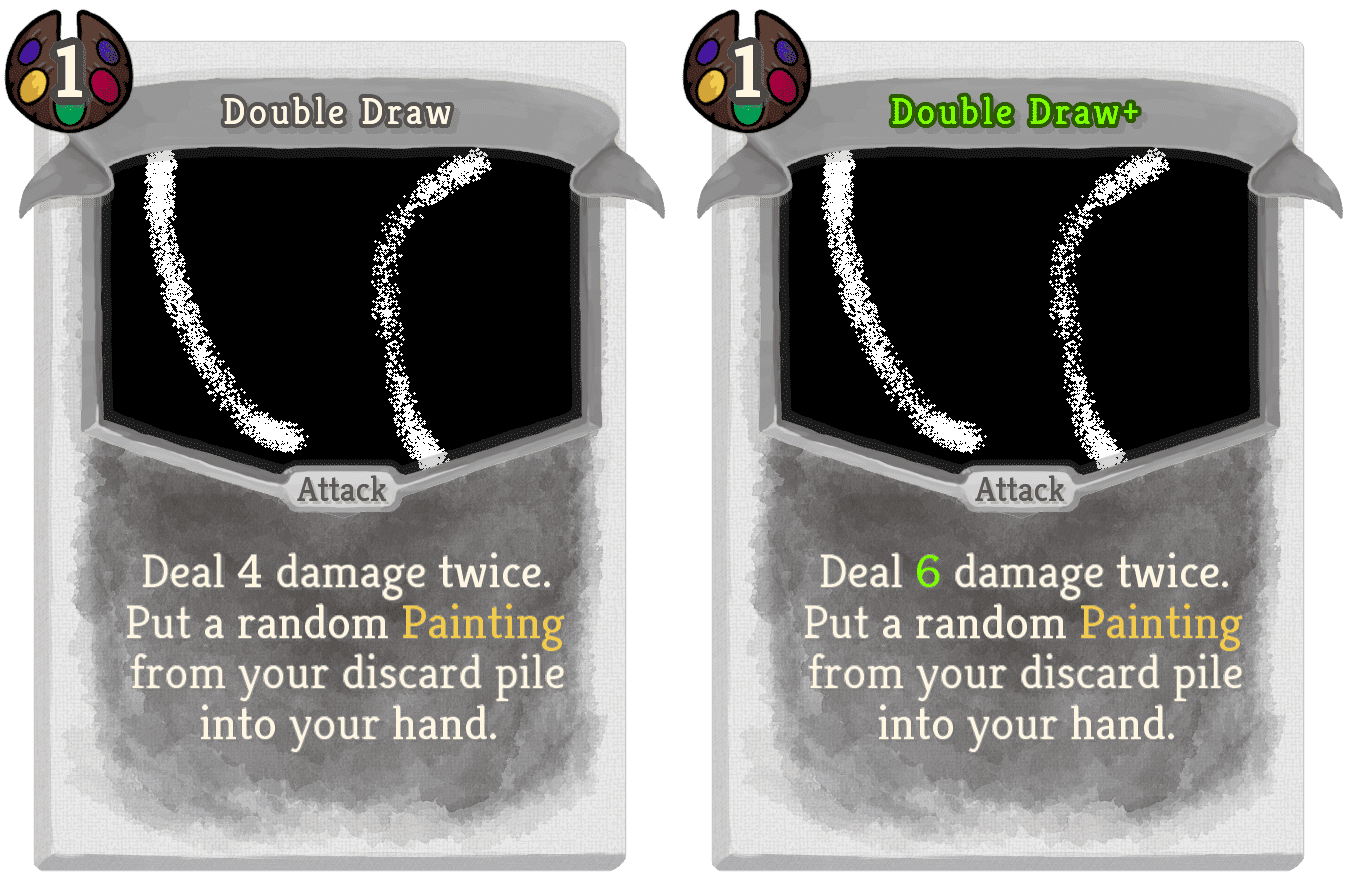 1
Double Draw
Attack
Deal 4 damage twice.
Put a random Painting
from your discard pile
into your hand.
1
Double Draw+
Attack
Deal 6 damage twice.
Put a random Painting
from your discard pile
into your hand.